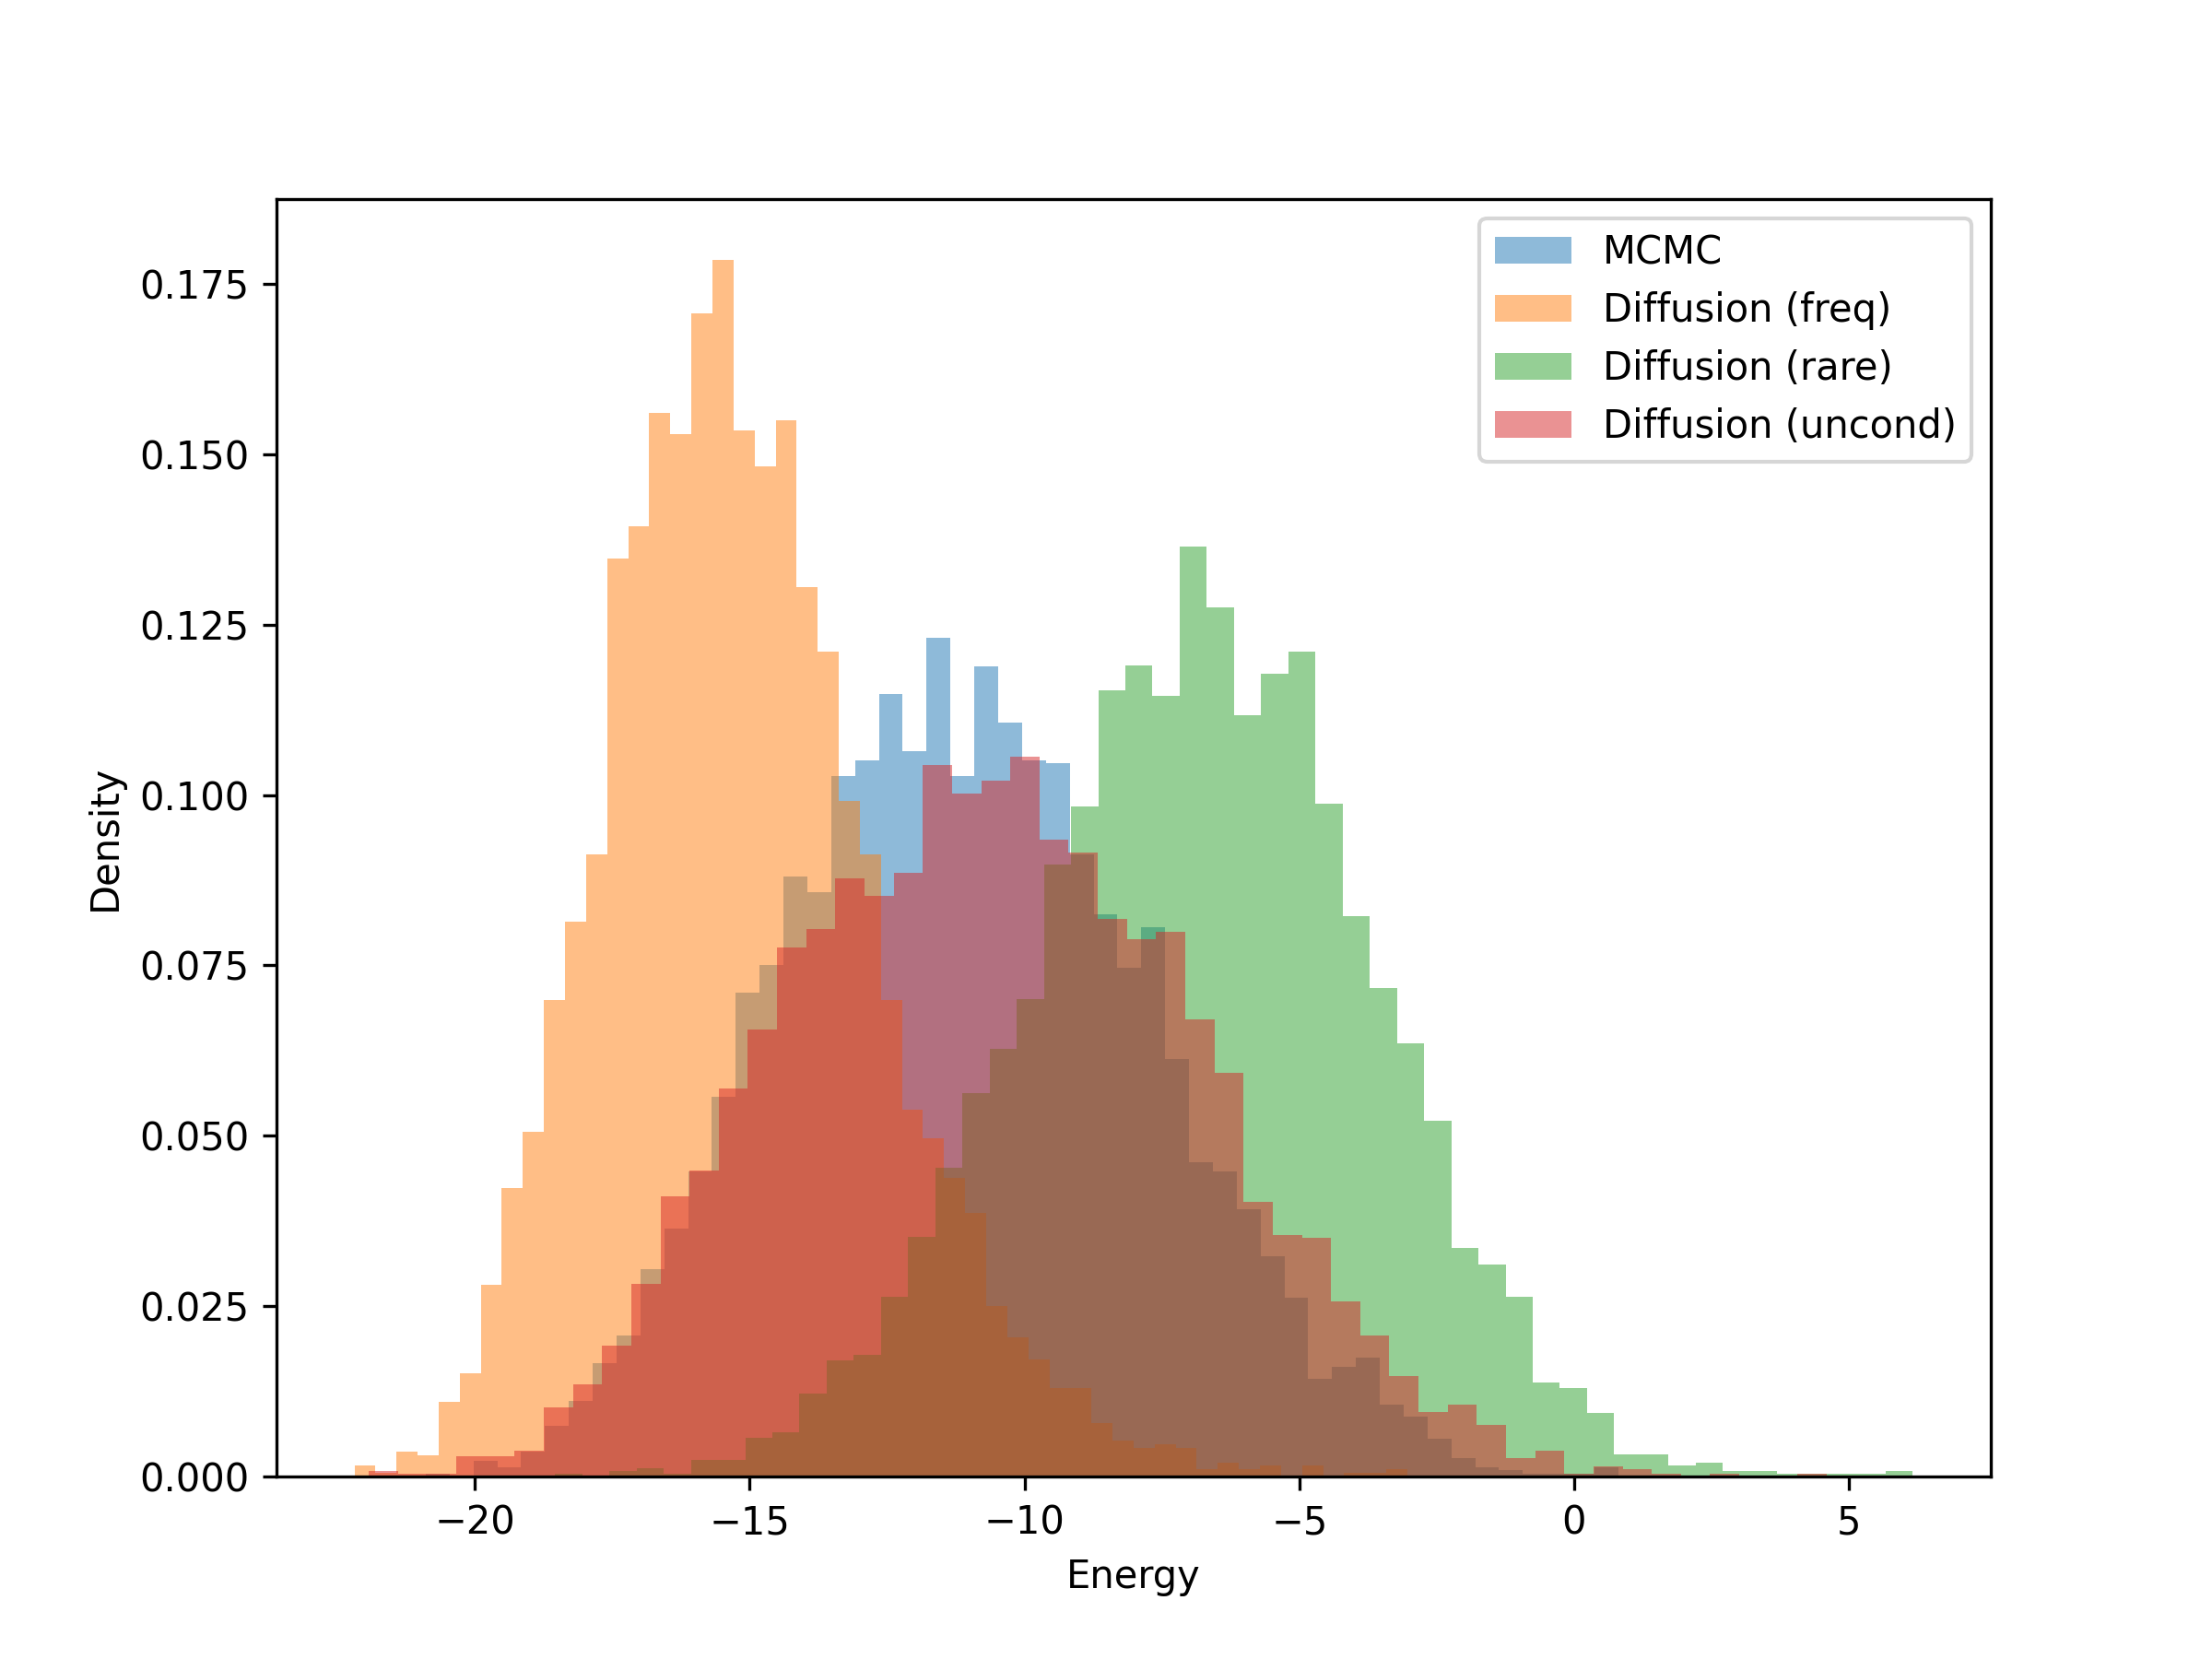 MCMC
Diffusion (freq)
Diffusion (rare)
Diffusion (uncond)
0.175
0.150
0.125
0.100
0.075
0.050
0.025
0.000
Density
−20 −15 −10 −5 0 5
Energy